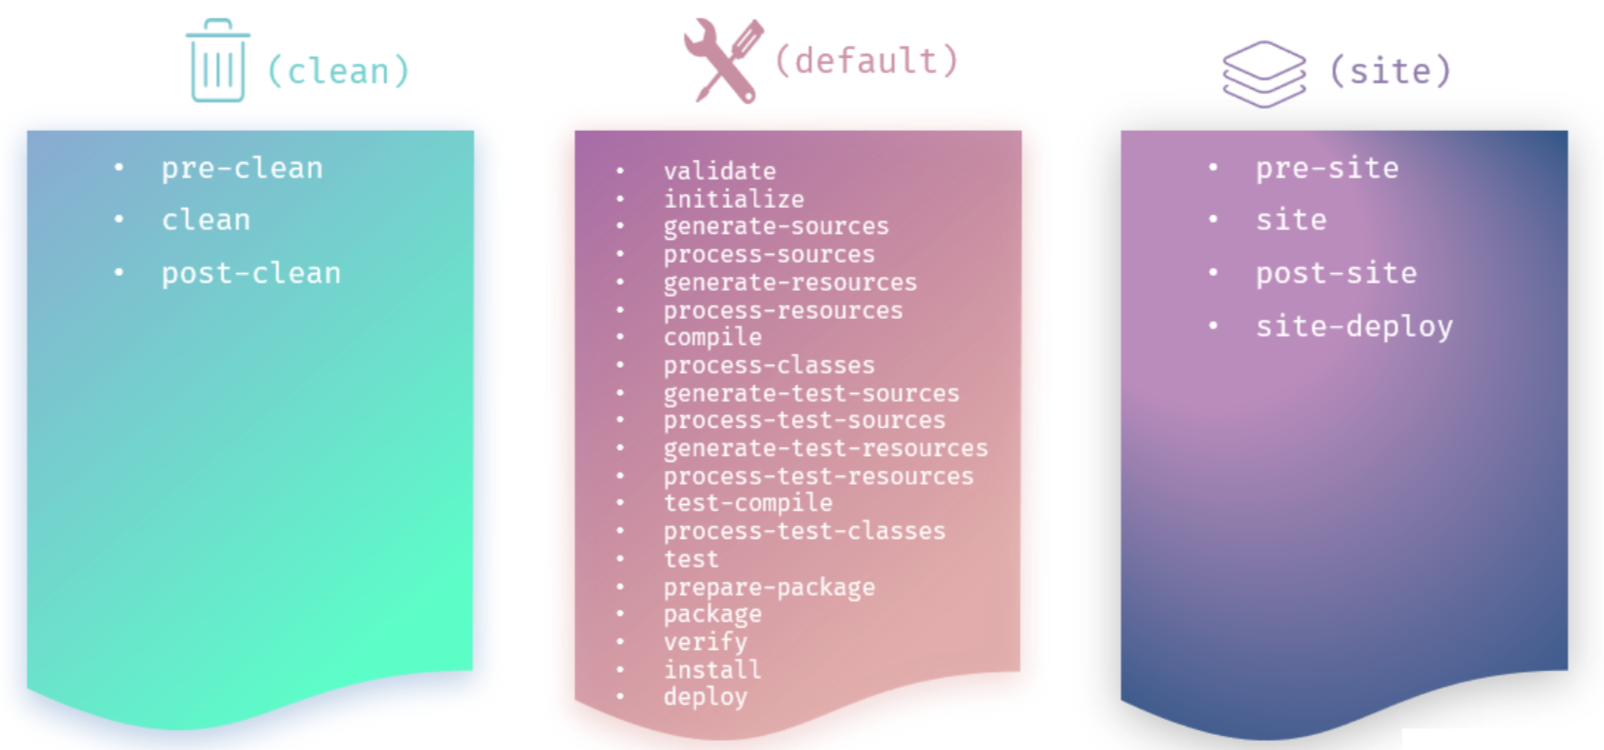 (clean)
• pre-clean
• clean
• post-clean
(default)
• validate
• initialize
• generate-sources
• process-sources
• generate-resources
• process-resources
• compile
• process-classes
• generate-test-sources
• process-test-sources
• generate-test-resources
• process-test-resources
• test-compile
• process-test-classes
• test
• prepare-package
• package
• verify
• install
• deploy
(site)
• pre-site
• site
• post-site
• site-deploy